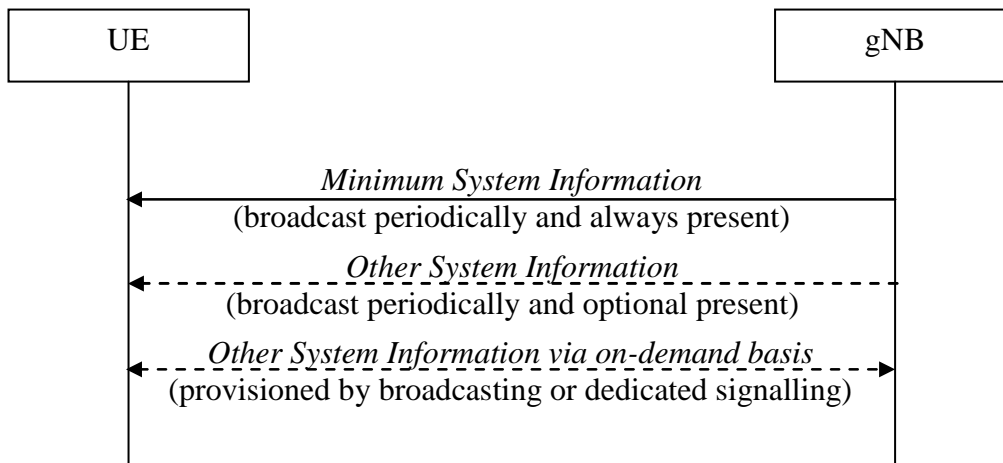 UE
gNB
Minimum System Information
(broadcast periodically and always present)
Other System Information
(broadcast periodically and optional present)
Other System Information via on-demand basis
(provisioned by broadcasting or dedicated signalling)